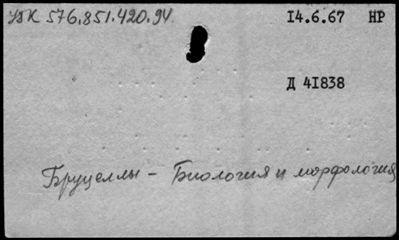 УДК 576.851.420.94. 14.6.67 НР
Д 41838
Бруцеллы - Биология и морфология